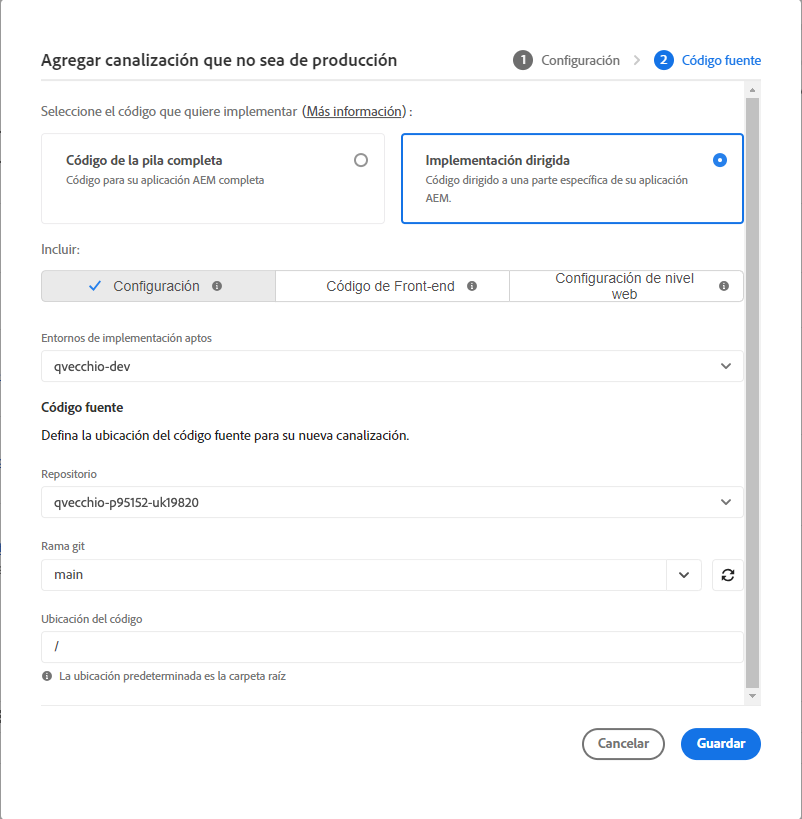 Agregar canalización que no sea de producción
1 Configuración > 2 Código fuente
Seleccione el código que quiere implementar (Más información) :
Código de la pila completa
Código para su aplicación AEM completa
Implementación dirigida
Código dirigido a una parte específica de su aplicación
AEM.
Incluir:
Configuración
Código de Front-end
Configuración de nivel
web
Entornos de implementación aptos
qvecchio-dev
Código fuente
Defina la ubicación del código fuente para su nueva canalización.
Repositorio
qvecchio-p95152-uk19820
Rama git
main
Ubicación del código
/
La ubicación predeterminada es la carpeta raíz
Cancelar
Guardar